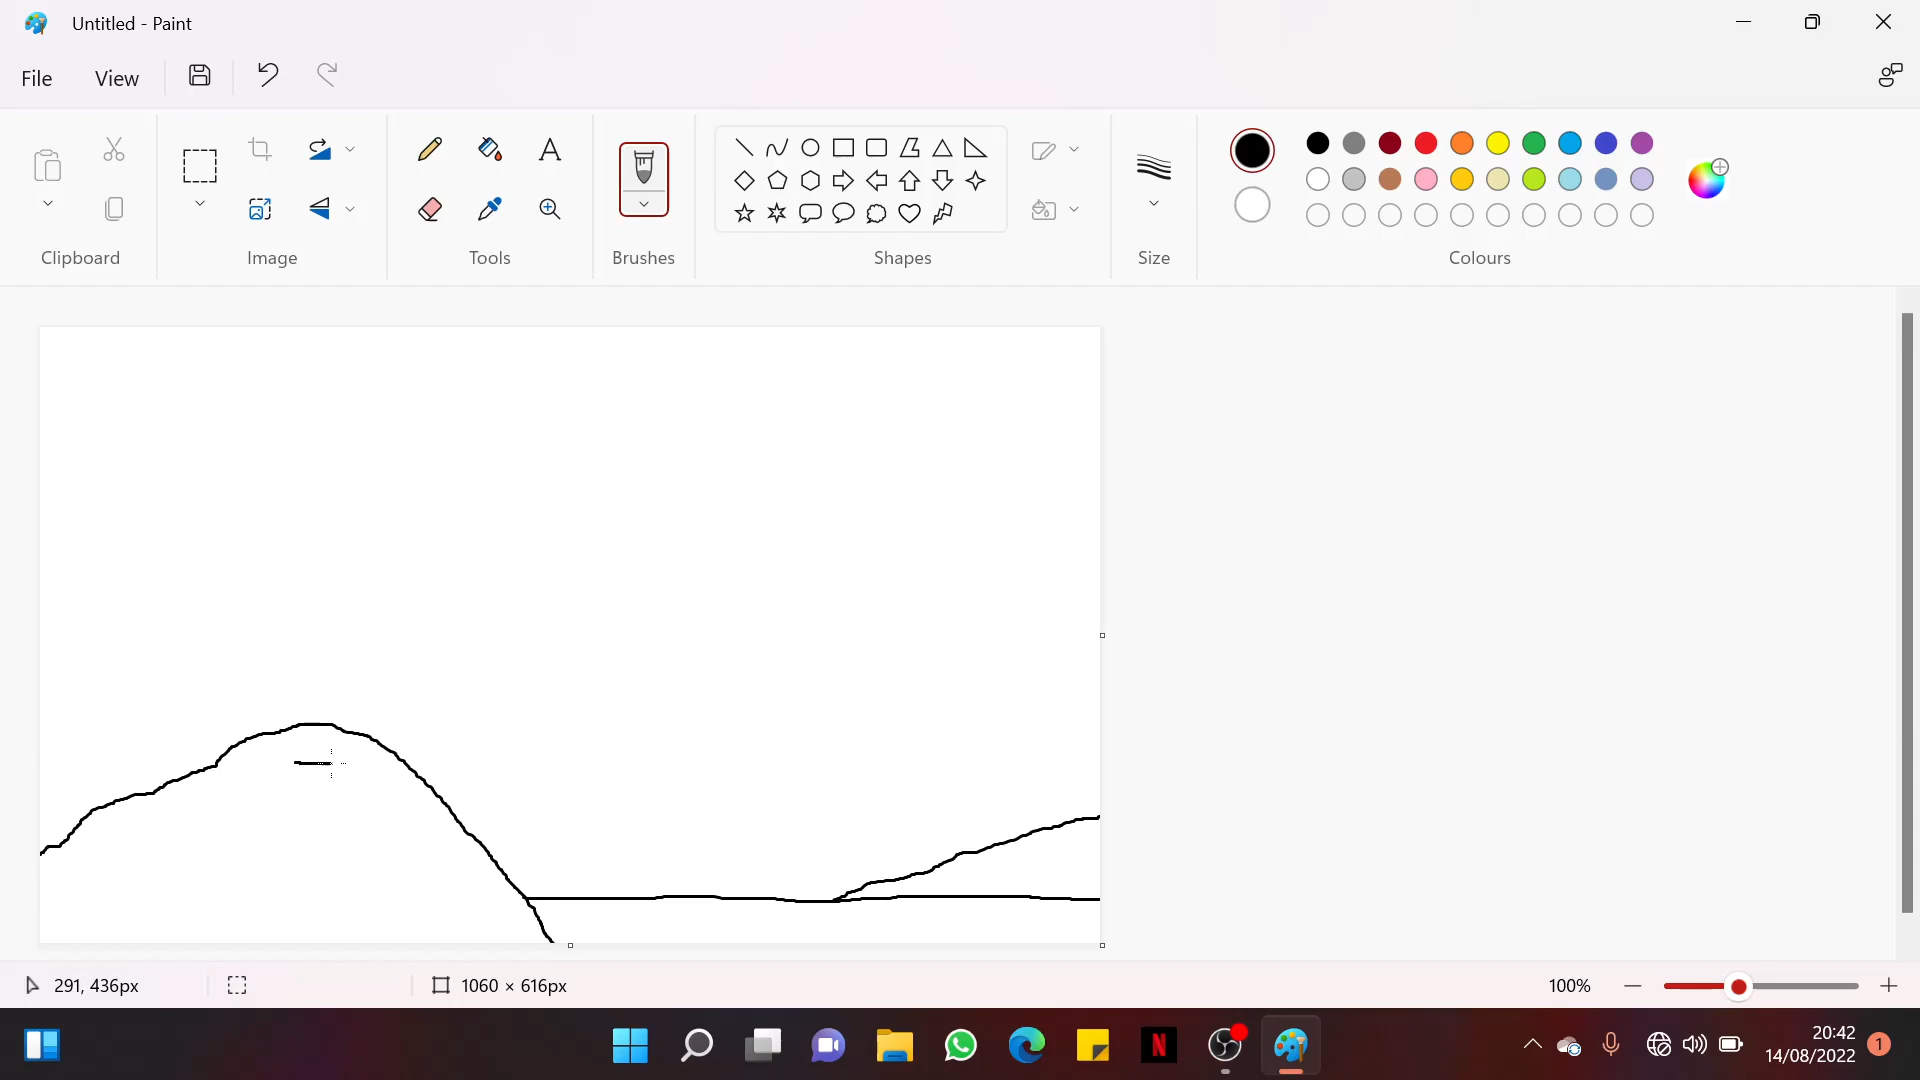 Untitled - Paint
File View
Clipboard Image Tools Brushes Shapes Size Colours
291, 436px 1060 × 616px 100%
20:42
14/08/2022 1